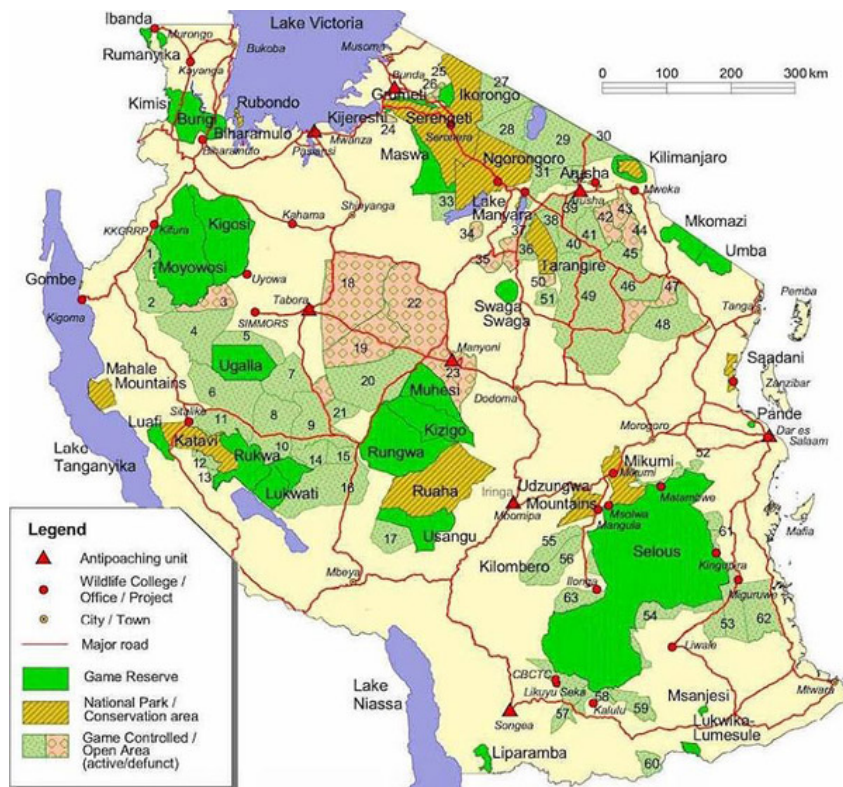 Ibanda
Lake Victoria
Murongo
Rumanyika
Bukoba
Musoma
Kayanga
Bunda
25
26
27
0 100 200 300 km
Kimis
Rubondo
Grumeti
Ikorongo
Burigi
Kijereshi
24
Serengeti
28
29
30
Biharamulo
Biharamulo
Pasiansi
Mwanza
Seronera
Maswa
Ngorongoro
31
Arusha
Kilimanjaro
Arusha
Mweka
33
Lake
Manyara
39
38
42
43
Shinyanga
KKGRRP
Kifura
Kigosi
Kahama
34
37
41
44
Mkomazi
1
35
36
40
45
Umba
Gombe
Moyowosi
Uyowa
18
Tarangire
50
46
47
Pemba
Kigoma
2
3
Tabora
22
Swaga
Swaga
51
49
Tanga
SIMMORS
4
5
19
48
Ugalla
7
Manyoni
Mahale
Mountains
20
23
Saadani
6
Muhesi
Dodoma
Zanzibar
Sitalike
8
9
21
Luafi
11
Kizigo
Pande
Katavi
10
Morogoro
Dar es
Salaam
Lake
Tanganyika
12
13
Rukwa
14
15
Rungwa
Mikumi
52
Mikumi
Lukwati
16
Ruaha
Iringa
Udzungwa
Mountains
Matambwe
Mbomipa
Msolwa
Mangula
Mafia
17
Usangu
55
Selous
61
56
Kilombero
Kingupira
Mbeya
Ilonga
63
Miguruwe
54
53
62
Liwale
Lake
Niassa
CBCTC
Likuyu Seka
58
Msanjesi
Mtwara
Kalulu
59
Songea
57
Lukwika-
Lumesule
Liparamba
60
Legend
Antipoaching unit
Wildlife College /
Office / Project
City / Town
Major road
Game Reserve
National Park /
Conservation area
Game Controlled /
Open Area
(active/defunct)